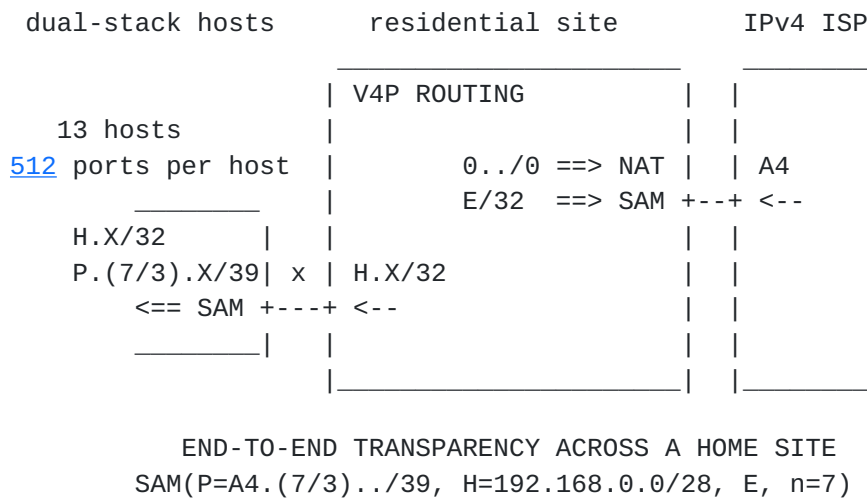 dual-stack hosts      residential site        IPv4 ISP
| V4P ROUTING          |  |
13 hosts             |                      |  |
512 ports per host   |        0../0 ==> NAT |  | A4
________   |        E/32  ==> SAM +--+ <--
H.X/32      |   |                      |  |
P.(7/3).X/39| x | H.X/32               |  |
<== SAM +---+ <--                  |  |
________|   |                      |  |
|______________________|  |________
END-TO-END TRANSPARENCY ACROSS A HOME SITE
SAM(P=A4.(7/3)../39, H=192.168.0.0/28, E, n=7)